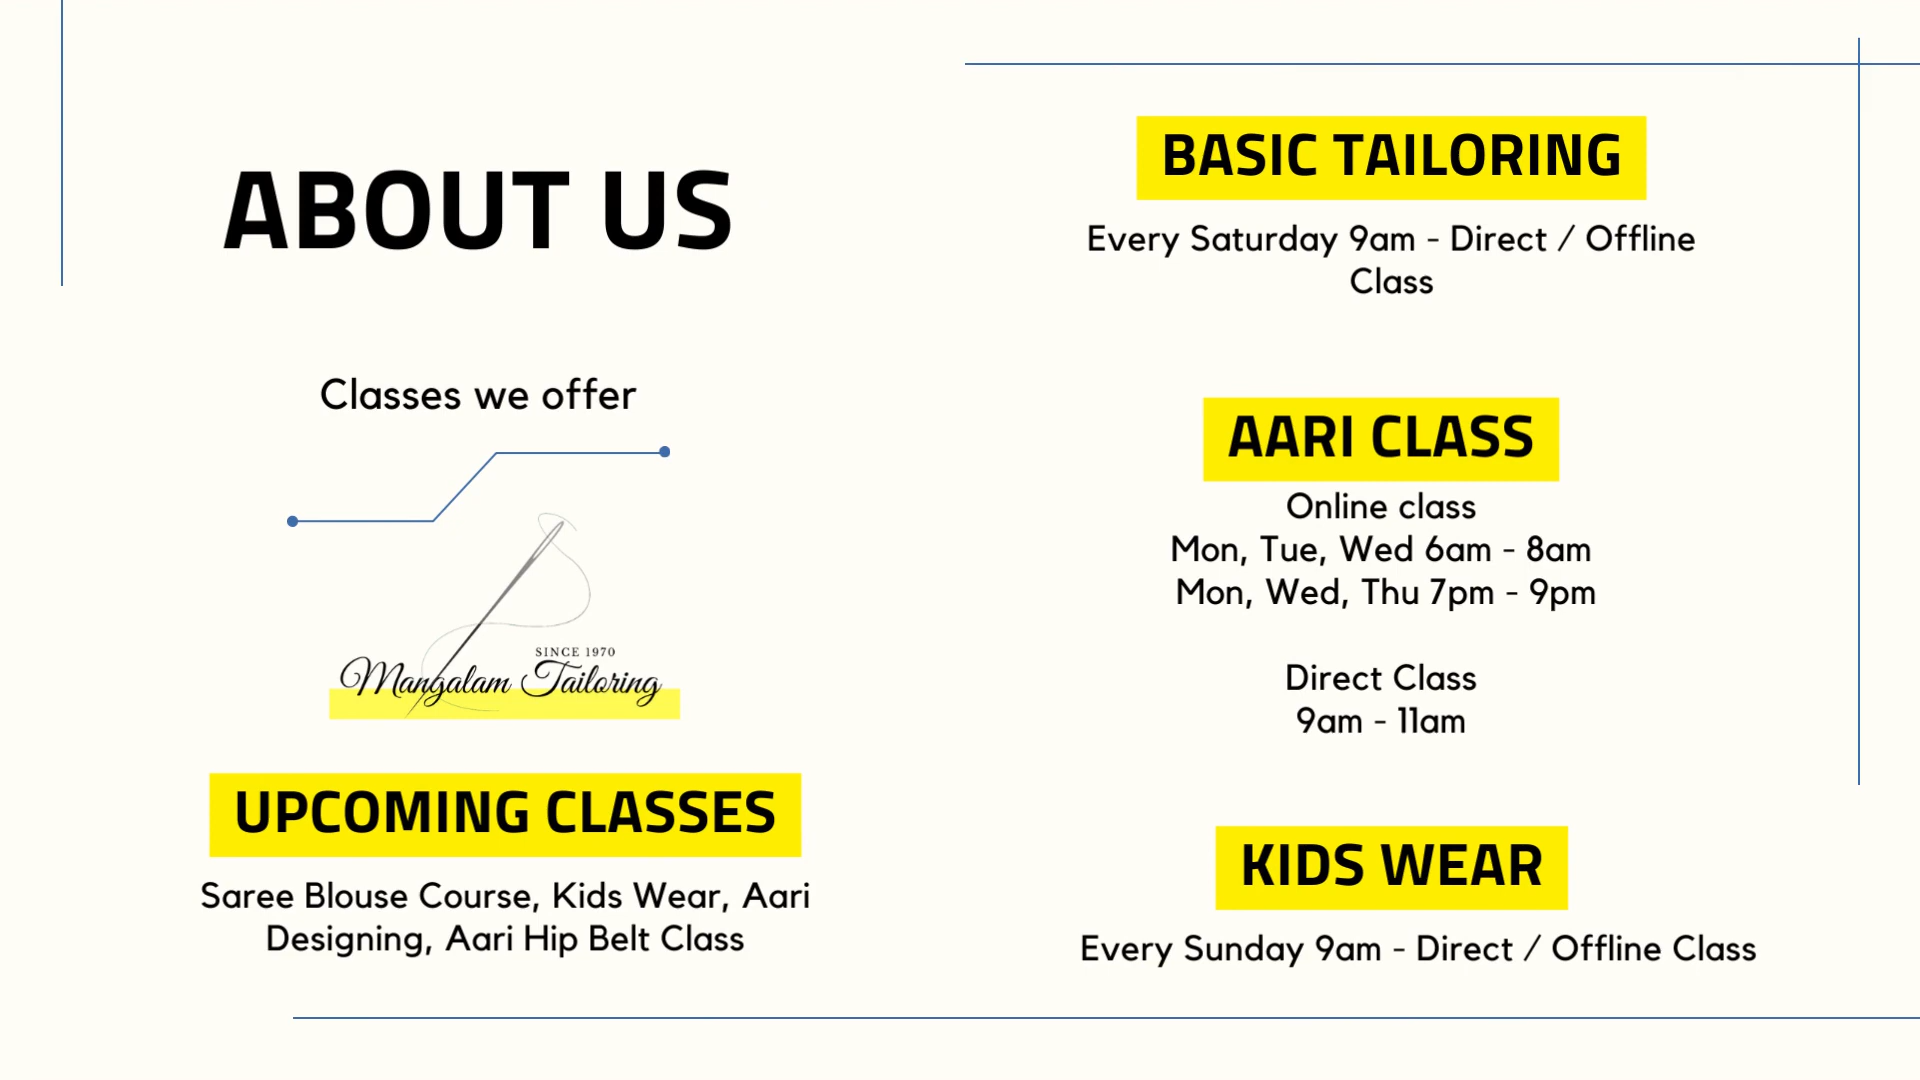 ABOUT US
Classes we offer
SINCE 1970
Mangalam Tailoring
UPCOMING CLASSES
Saree Blouse Course, Kids Wear, Aari
Designing, Aari Hip Belt Class
BASIC TAILORING
Every Saturday 9am - Direct / Offline
Class
AARI CLASS
Online class
Mon, Tue, Wed 6am - 8am
Mon, Wed, Thu 7pm - 9pm
Direct Class
9am - 11am
KIDS WEAR
Every Sunday 9am - Direct / Offline Class